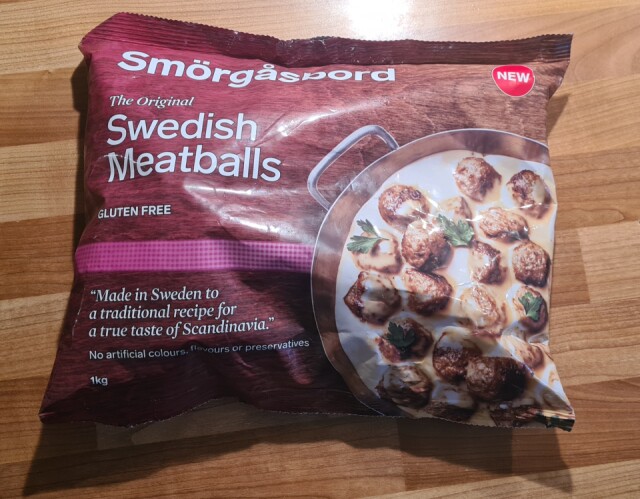 Smörgåsbord
NEW
The Original
Swedish
Meatballs
GLUTEN FREE
“Made in Sweden to
a traditional recipe for
a true taste of Scandinavia.”
No artificial colours, flavours or preservatives
1kg